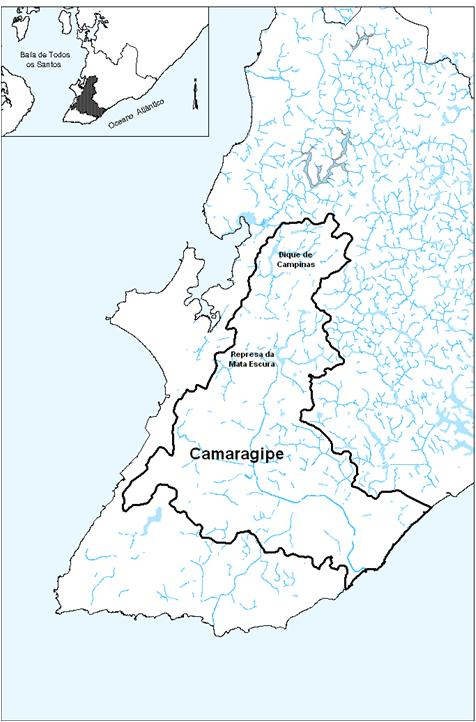 Baía de Todos
os Santos
Oceano Atlântico
Dique de
Campinas
Represa da
Mata Escura
Camaragipe